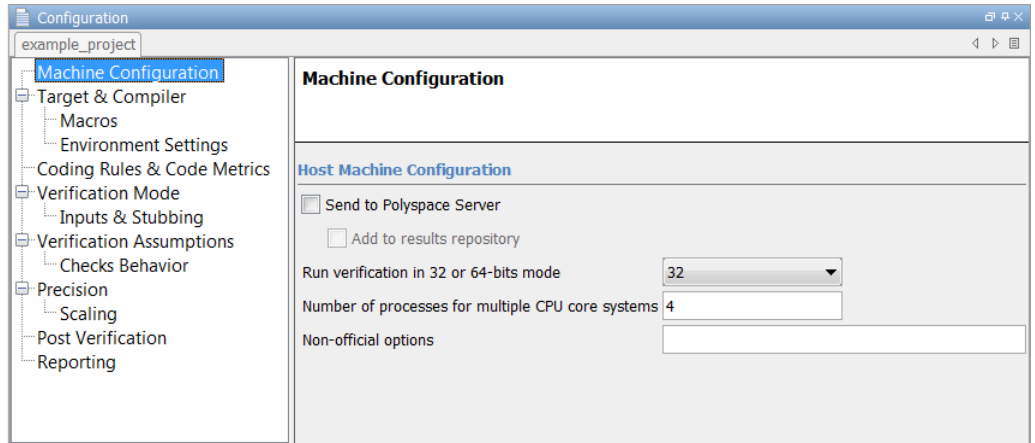 Configuration
example_project
Machine Configuration
Target & Compiler
Macros
Environment Settings
Coding Rules & Code Metrics
Verification Mode
Inputs & Stubbing
Verification Assumptions
Checks Behavior
Precision
Scaling
Post Verification
Reporting
Machine Configuration
Host Machine Configuration
Send to Polyspace Server
Add to results repository
Run verification in 32 or 64-bits mode 32
Number of processes for multiple CPU core systems 4
Non-official options